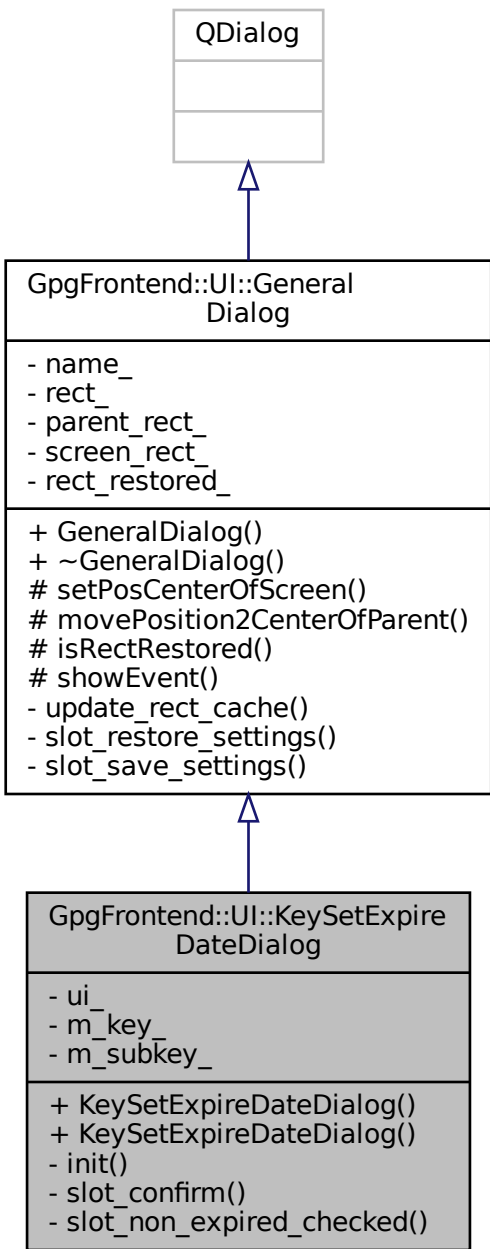 QDialog
GpgFrontend::UI::General
Dialog
- name_
- rect_
- parent_rect_
- screen_rect_
- rect_restored_
+ GeneralDialog()
+ ~GeneralDialog()
# setPosCenterOfScreen()
# movePosition2CenterOfParent()
# isRectRestored()
# showEvent()
- update_rect_cache()
- slot_restore_settings()
- slot_save_settings()
GpgFrontend::UI::KeySetExpire
DateDialog
- ui_
- m_key_
- m_subkey_
+ KeySetExpireDateDialog()
+ KeySetExpireDateDialog()
- init()
- slot_confirm()
- slot_non_expired_checked()